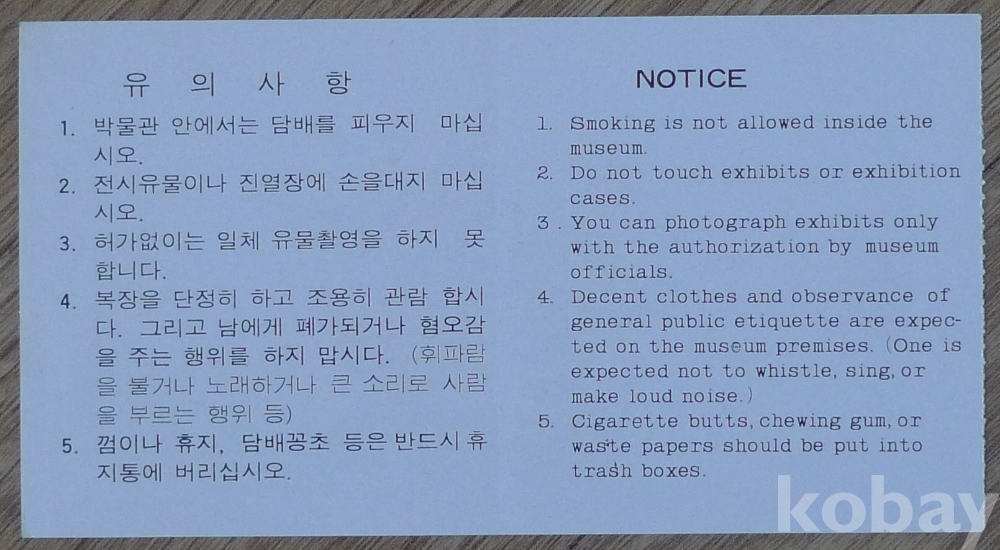 유 의 사 항
1. 박물관 안에서는 담배를 피우지 마십
시오.
2. 전시유물이나 진열장에 손을대지 마십
시오.
3. 허가없이는 일체 유물촬영을 하지 못
합니다.
4. 복장을 단정히 하고 조용히 관람 합시
다. 그리고 남에게 폐가되거나 혐오감
을 주는 행위를 하지 맙시다. (휘파람
을 불거나 노래하거나 큰 소리로 사람
을 부르는 행위 등)
5. 껌이나 휴지, 담배꽁초 등은 반드시 휴
지통에 버리십시오.
NOTICE
1. Smoking is not allowed inside the
museum.
2. Do not touch exhibits or exhibition
cases.
3. You can photograph exhibits only
with the authorization by museum
officials.
4. Decent clothes and observance of
general public etiquette are expec-
ted on the museum premises. (One is
expected not to whistle, sing, or
make loud noise.)
5. Cigarette butts, chewing gum, or
waste papers should be put into
trash boxes.
kobay